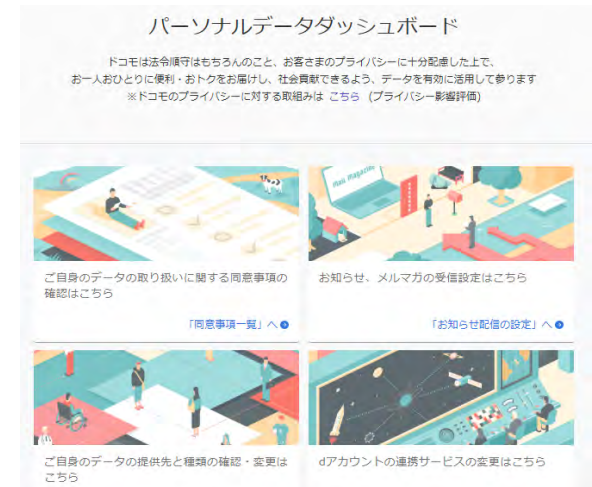 パーソナルデータダッシュボード
ドコモは法令順守はもちろんのこと、お客さまのプライバシーに十分配慮した上で、
お一人おひとりに便利・おトクをお届けし、社会貢献できるよう、データを有効に活用して参ります
※ドコモのプライバシーに対する取組みは こちら (プライバシー影響評価)
Mail Magazine
ご自身のデータの取り扱いに関する同意事項の
確認はこちら
「同意事項一覧」へ
お知らせ、メルマガの受信設定はこちら
「お知らせ配信の設定」へ
ご自身のデータの提供先と種類の確認・変更は
こちら
dアカウントの連携サービスの変更はこちら